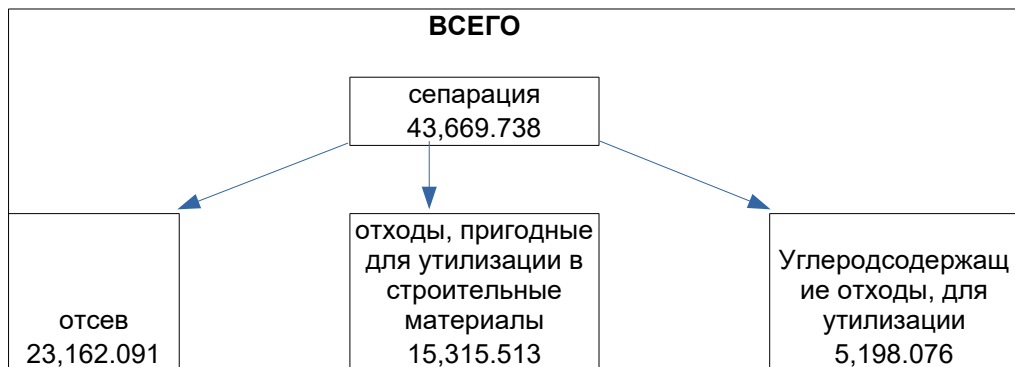 ВСЕГО
сепарация
43,669.738
отсев
23,162.091
отходы, пригодные
для утилизации в
строительные
материалы
15,315.513
Углеродсодержащ
ие отходы, для
утилизации
5,198.076